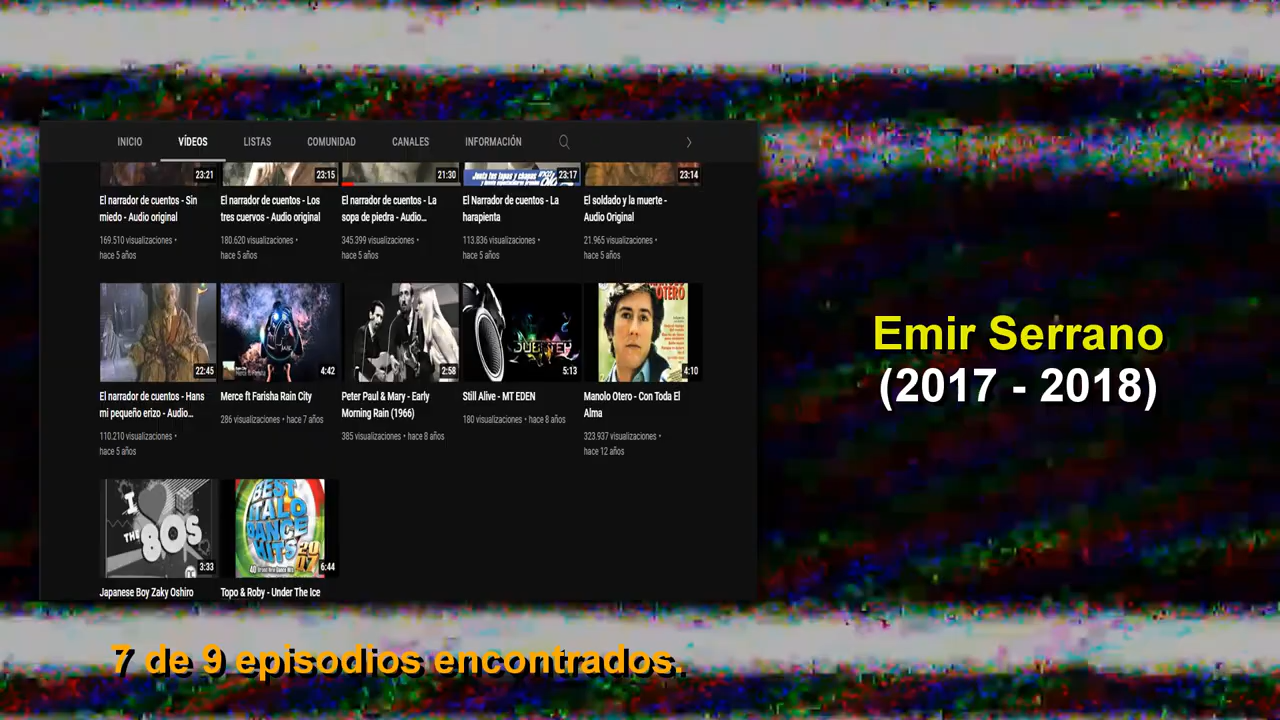 INICIO VÍDEOS LISTAS COMUNIDAD CANALES INFORMACIÓN
23:21 23:15 21:30 23:17 23:14
El narrador de cuentos - Sin
miedo - Audio original
169.510 visualizaciones •
hace 5 años
El narrador de cuentos - Los
tres cuervos - Audio original
180.620 visualizaciones •
hace 5 años
El narrador de cuentos - La
sopa de piedra - Audio...
345.399 visualizaciones •
hace 5 años
El Narrador de cuentos - La
harapienta
113.836 visualizaciones •
hace 5 años
El soldado y la muerte -
Audio Original
21.965 visualizaciones •
hace 5 años
22:45
El narrador de cuentos - Hans
mi pequeño erizo - Audio...
110.210 visualizaciones •
hace 5 años
4:42
Merce ft Farisha Rain City
286 visualizaciones • hace 7 años
2:58
Peter Paul & Mary - Early
Morning Rain (1966)
385 visualizaciones • hace 8 años
DUBSTEP
5:13
Still Alive - MT EDEN
180 visualizaciones • hace 8 años
OTERO
4:10
Manolo Otero - Con Toda El
Alma
323.937 visualizaciones •
hace 12 años
I
THE 80S
3:33
Japanese Boy Zaky Oshiro
BEST
ITALO
DANCE
HITS
2007
6:44
Topo & Roby - Under The Ice
Emir Serrano
(2017 - 2018)
7 de 9 episodios encontrados.